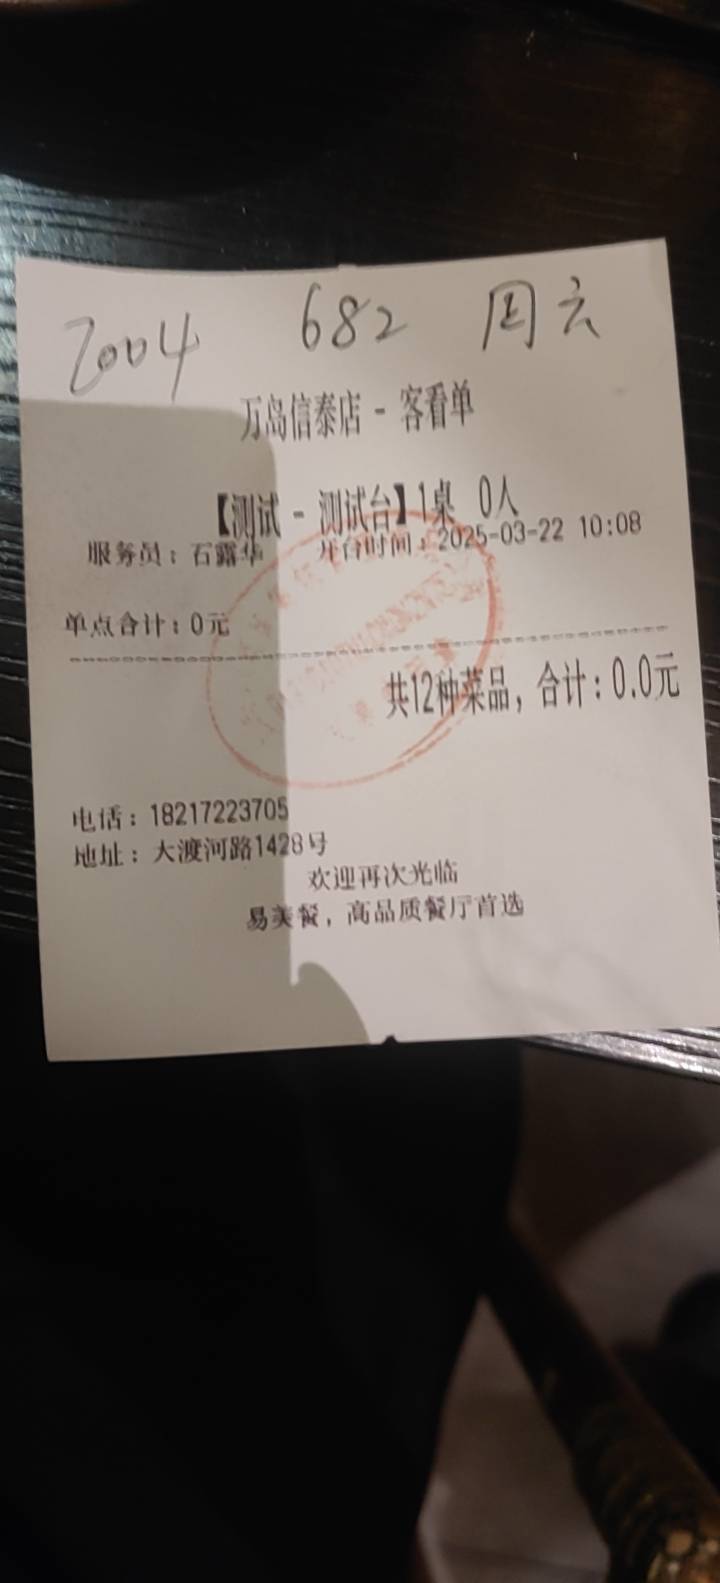 2004 682 周云
万岛信泰店 - 客看单
【测试 - 测试台】1桌 0人
服务员：石露华 开台时间：2025-03-22 10:08
单点合计：0元
共12种菜品，合计：0.0元
电话：18217223705
地址：大渡河路1428号
欢迎再次光临
易美餐，高品质餐厅首选